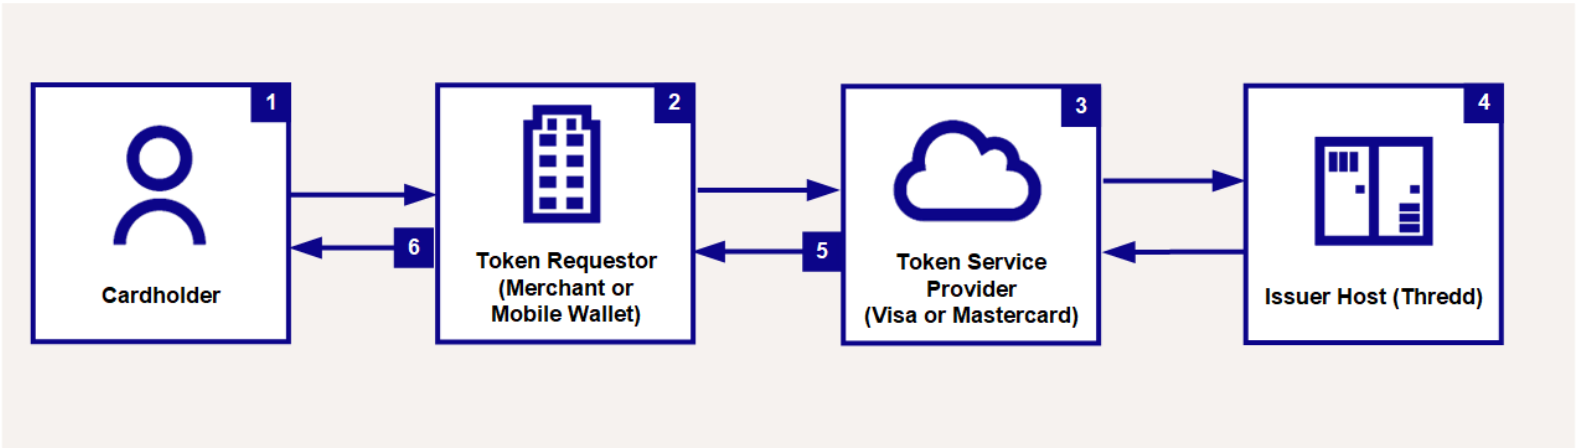 1
Cardholder
2
Token Requestor
(Merchant or
Mobile Wallet)
3
Token Service
Provider
(Visa or Mastercard)
4
Issuer Host (Thredd)
5
6